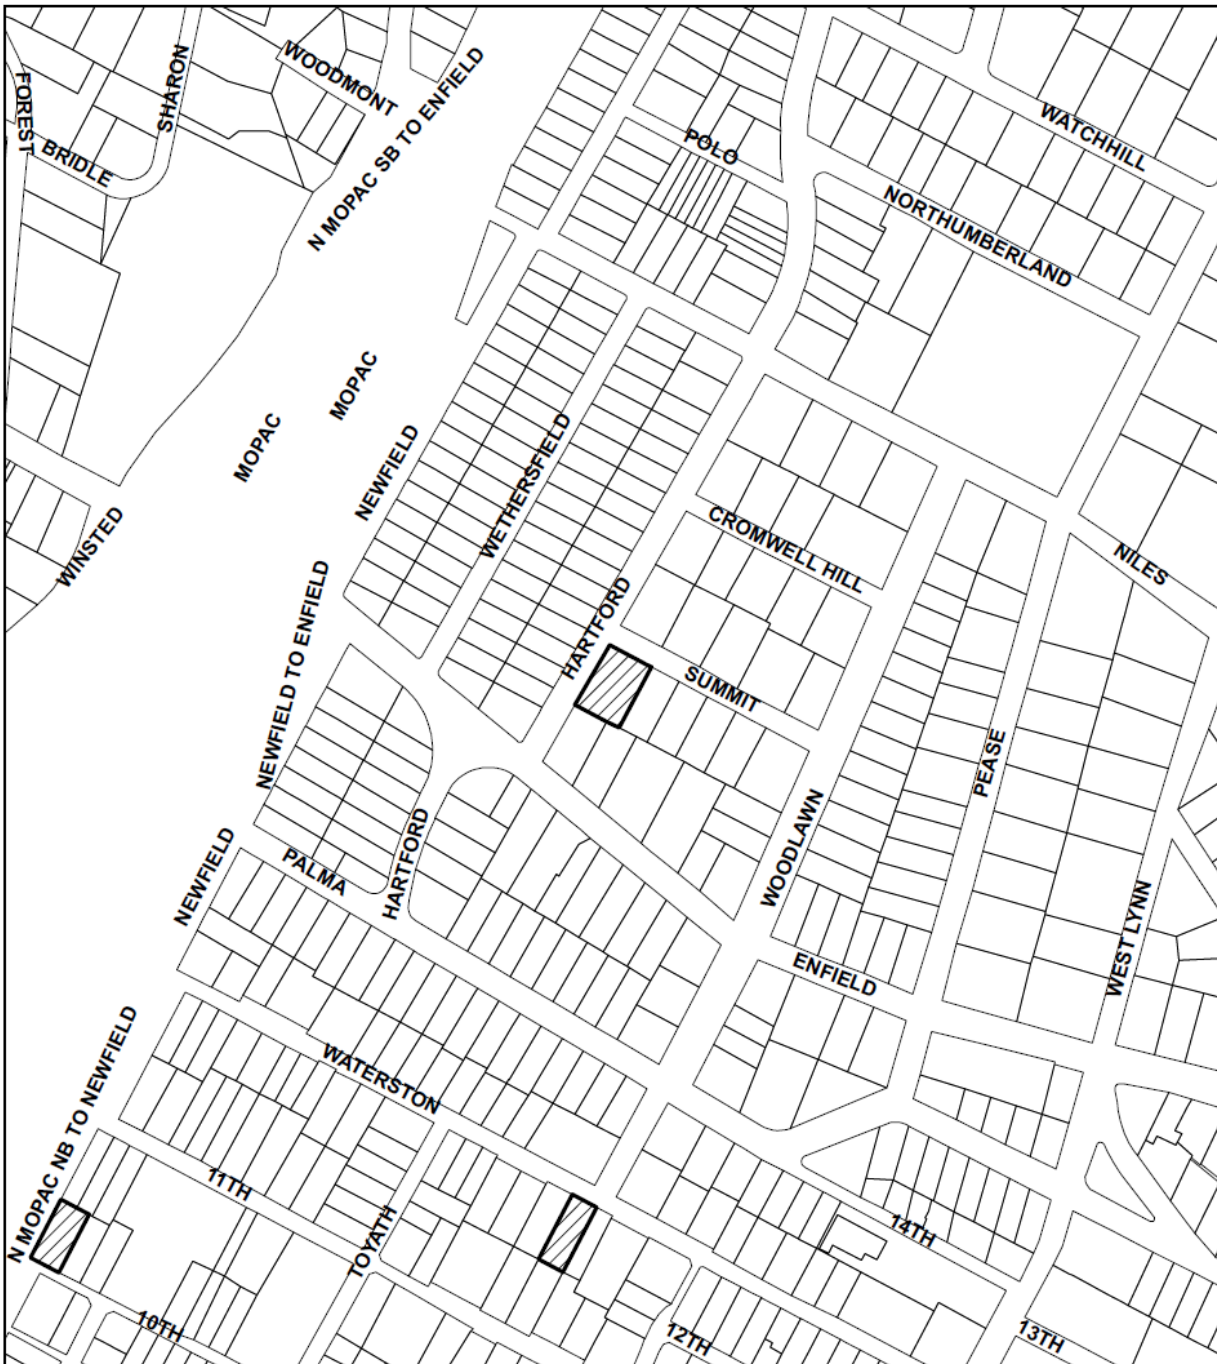 WOODMONT
SHARON
FOREST
N MOPAC SB TO ENFIELD
WATCHHILL
BRIDLE
POLO
NORTHUMBERLAND
MOPAC
MOPAC
NEWFIELD
WETHERSFIELD
WINSTED
CROMWELL HILL
NILES
NEWFIELD TO ENFIELD
HARTFORD
SUMMIT
PEASE
WOODLAWN
HARTFORD
PALMA
NEWFIELD
WEST LYNN
ENFIELD
WATERSTON
N MOPAC NB TO NEWFIELD
11TH
TOYATH
14TH
10TH
12TH
13TH